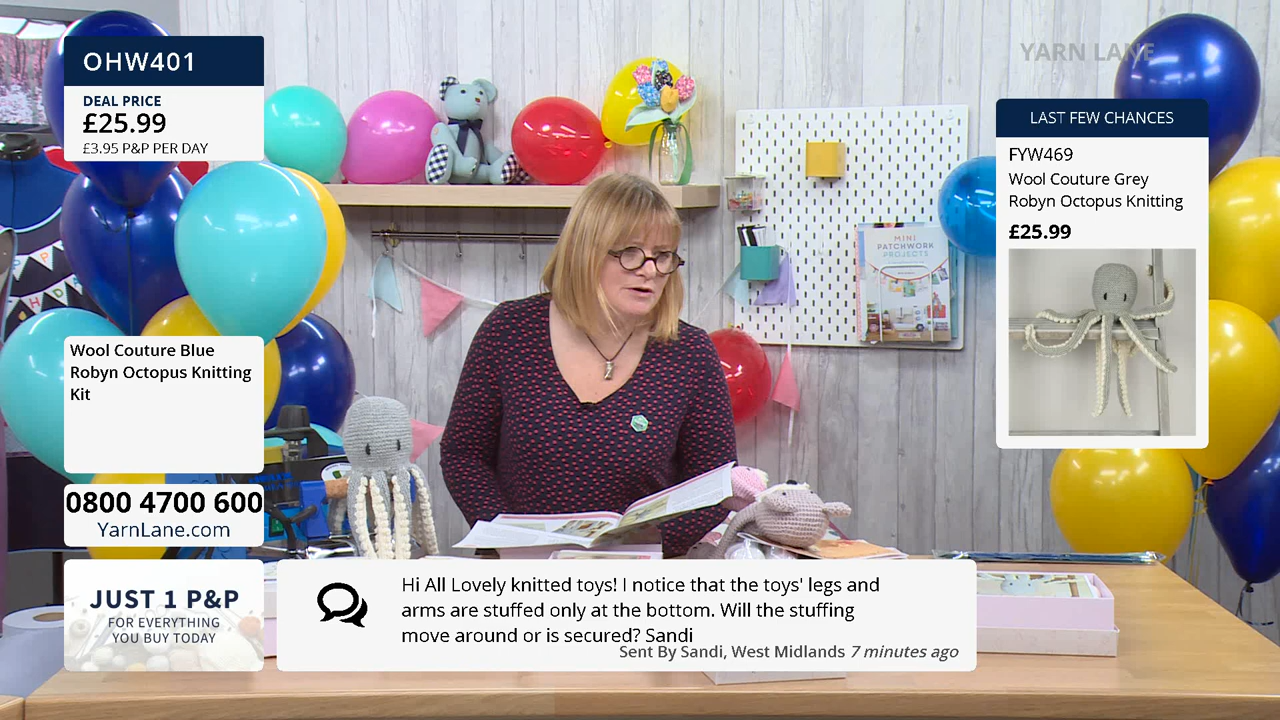 OHW401
DEAL PRICE
£25.99
£3.95 P&P PER DAY
Wool Couture Blue
Robyn Octopus Knitting
Kit
0800 4700 600
YarnLane.com
JUST 1 P&P
FOR EVERYTHING
YOU BUY TODAY
YARN LANE
LAST FEW CHANCES
FYW469
Wool Couture Grey
Robyn Octopus Knitting
£25.99
MINI
PATCHWORK
PROJECTS
Hi All Lovely knitted toys! I notice that the toys' legs and
arms are stuffed only at the bottom. Will the stuffing
move around or is secured? Sandi
Sent By Sandi, West Midlands 7 minutes ago